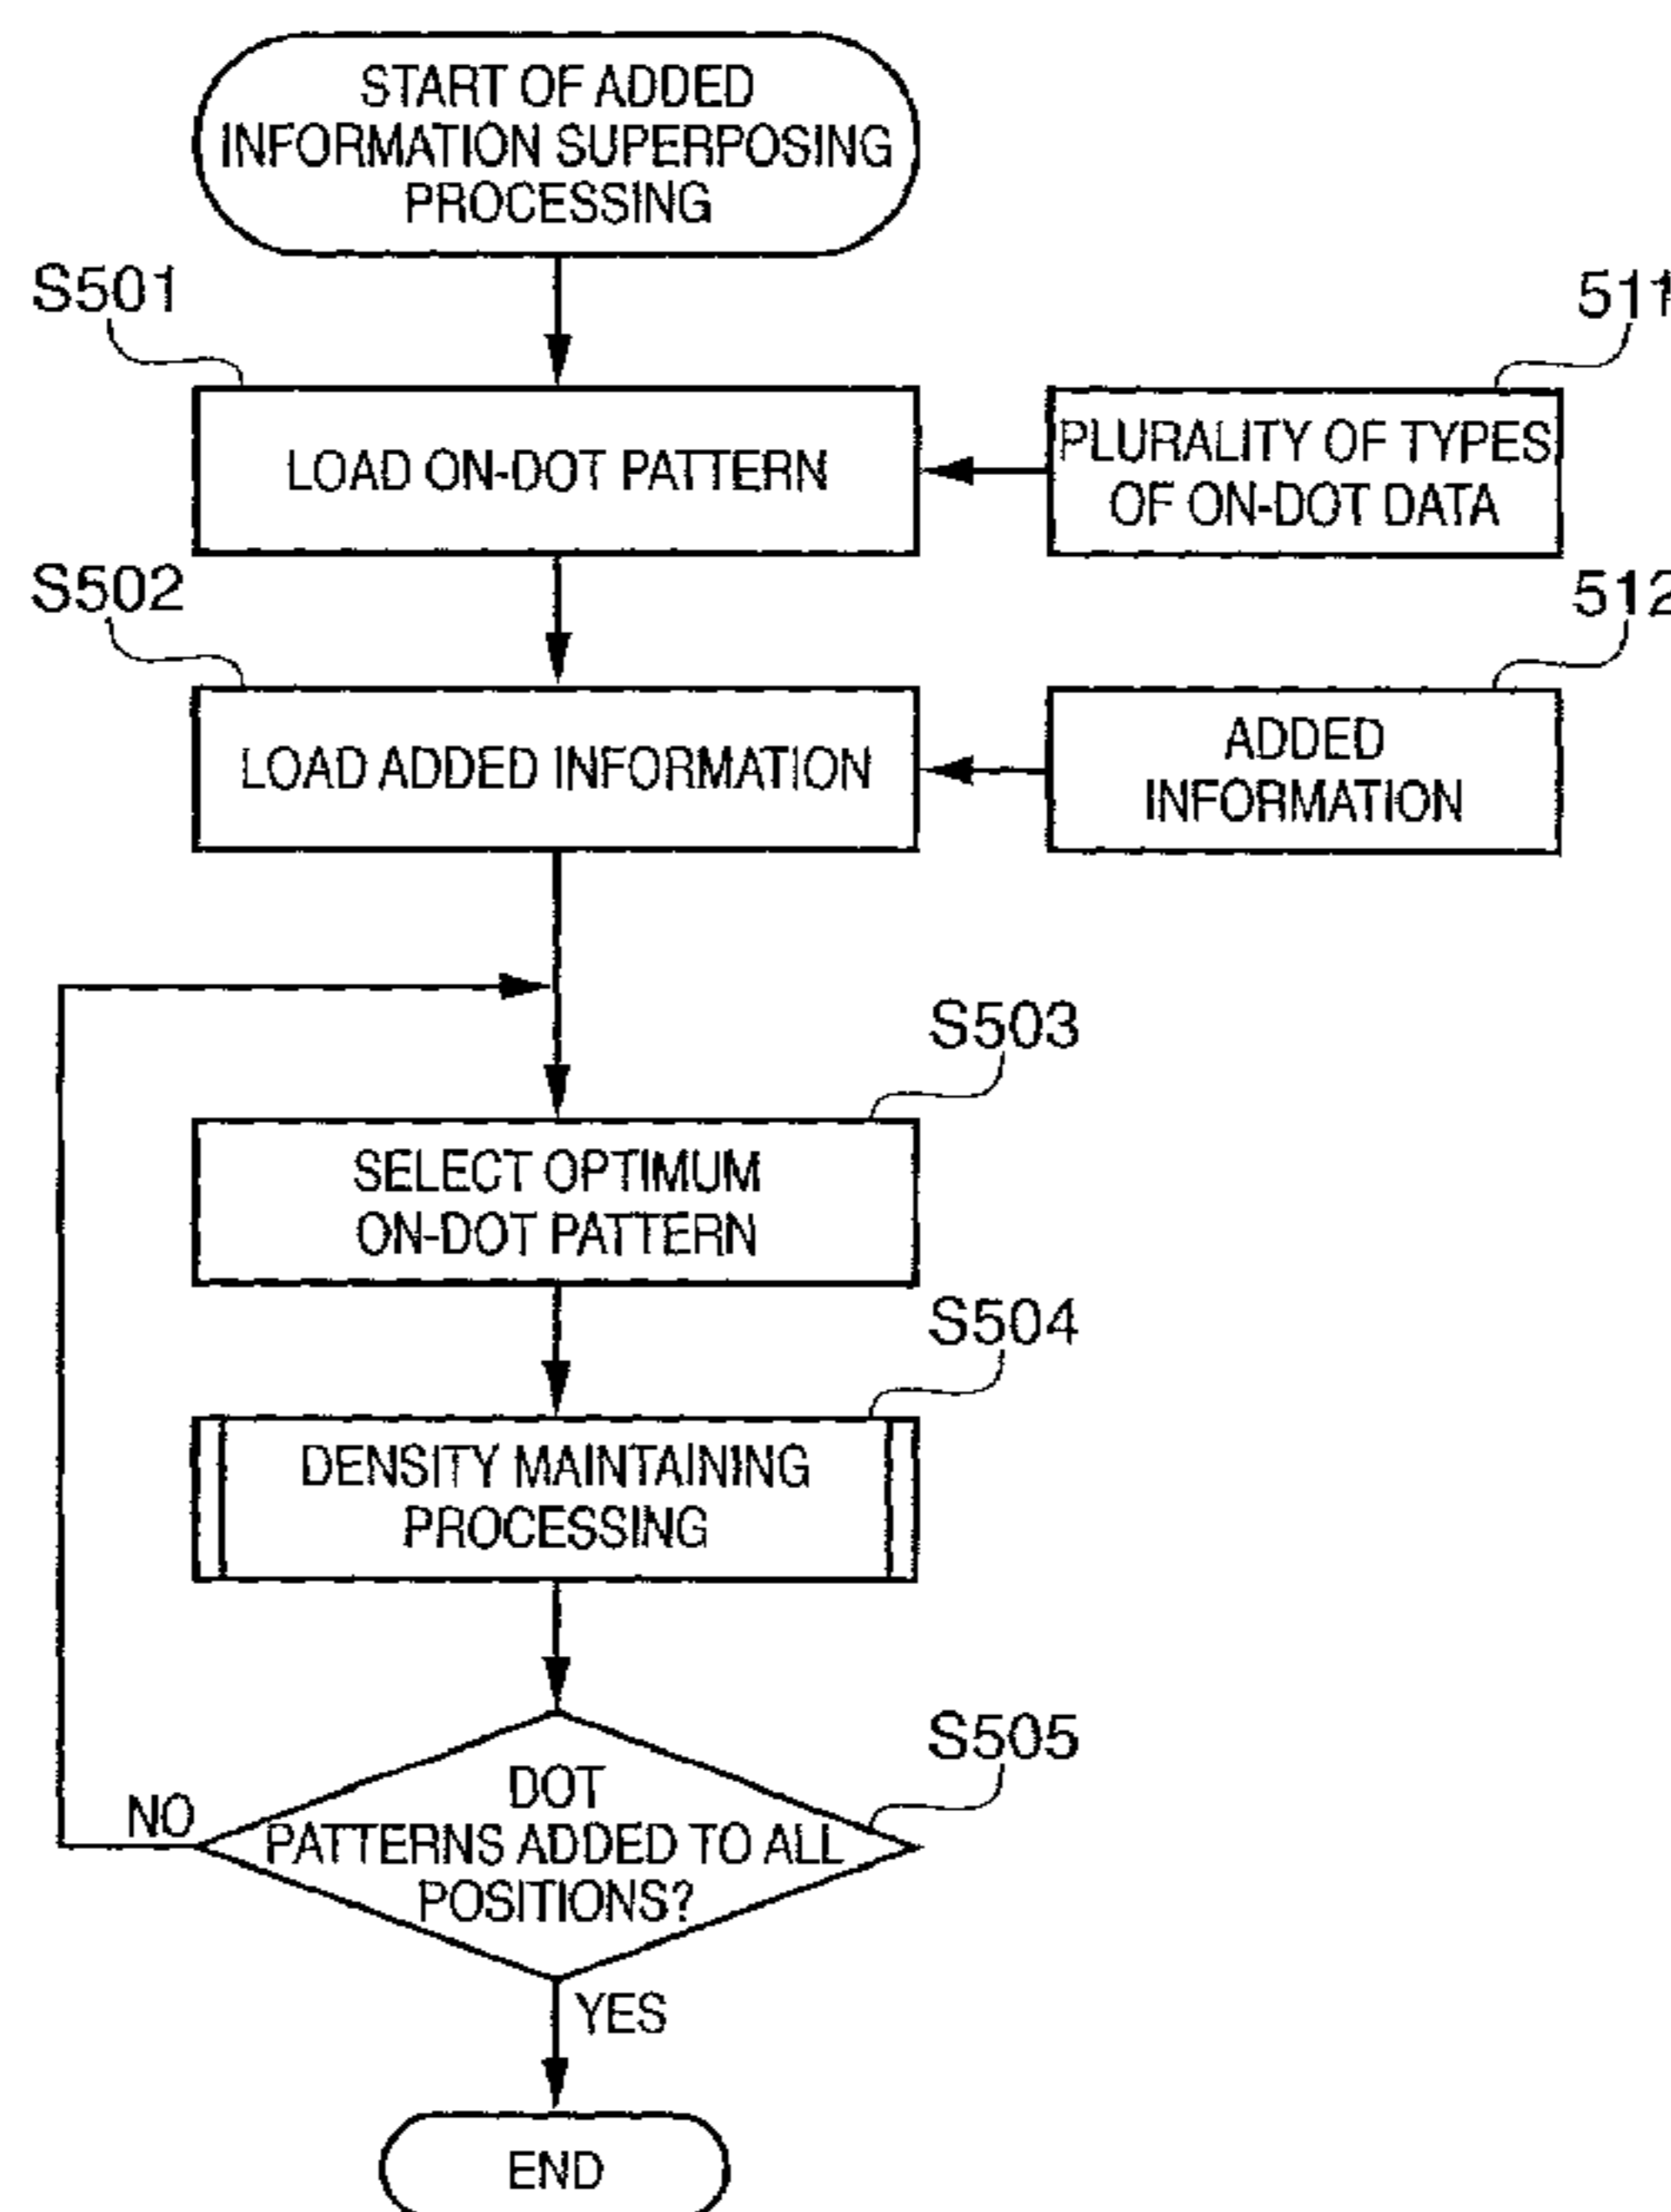 START OF ADDED
INFORMATION SUPERPOSING
PROCESSING
S501
511
LOAD ON-DOT PATTERN
PLURALITY OF TYPES
OF ON-DOT DATA
S502
512
LOAD ADDED INFORMATION
ADDED
INFORMATION
S503
SELECT OPTIMUM
ON-DOT PATTERN
S504
DENSITY MAINTAINING
PROCESSING
S505
DOT
PATTERNS ADDED TO ALL
POSITIONS?
NO
YES
END